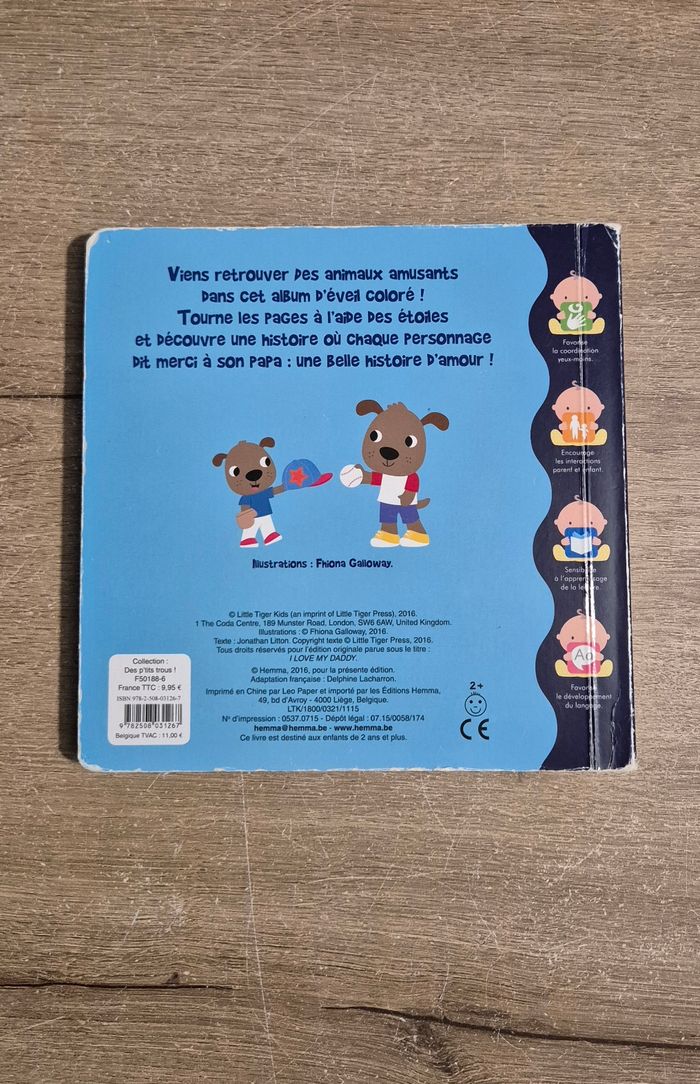 Viens retrouver des animaux amusants
dans cet album d'éveil coloré !
Tourne les pages à l'aide des étoiles
et découvre une histoire où chaque personnage
dit merci à son papa : une belle histoire d'amour !
Illustrations : Fhiona Galloway.
© Little Tiger Kids (an imprint of Little Tiger Press), 2016.
1 The Coda Centre, 189 Munster Road, London, SW6 6AW, United Kingdom.
Illustrations : © Fhiona Galloway, 2016.
Texte : Jonathan Litton. Copyright texte © Little Tiger Press, 2016.
Tous droits réservés pour l'édition originale parue sous le titre :
I LOVE MY DADDY.
© Hemma, 2016, pour la présente édition.
Adaptation française : Delphine Lacharron.
Imprimé en Chine par Leo Paper et importé par les Éditions Hemma,
49, bd d'Avroy - 4000 Liège, Belgique.
LTK/1800/0321/1115
N° d'impression : 0537.0715 - Dépôt légal : 07.15/0058/174
hemma@hemma.be - www.hemma.be
Ce livre est destiné aux enfants de 2 ans et plus.
Collection :
Des p'tits trous !
F50188-6
France TTC : 9,95 €
ISBN 978-2-508-03126-7
9 782508 031267
Belgique TVAC : 11,00 €
2+
CE
Favorise
la coordination
yeux-mains.
Encourage
les interactions
parent et enfant.
Sensibilise
à l'apprentissage
de la lecture.
Aa
Favorise
le développement
du langage.